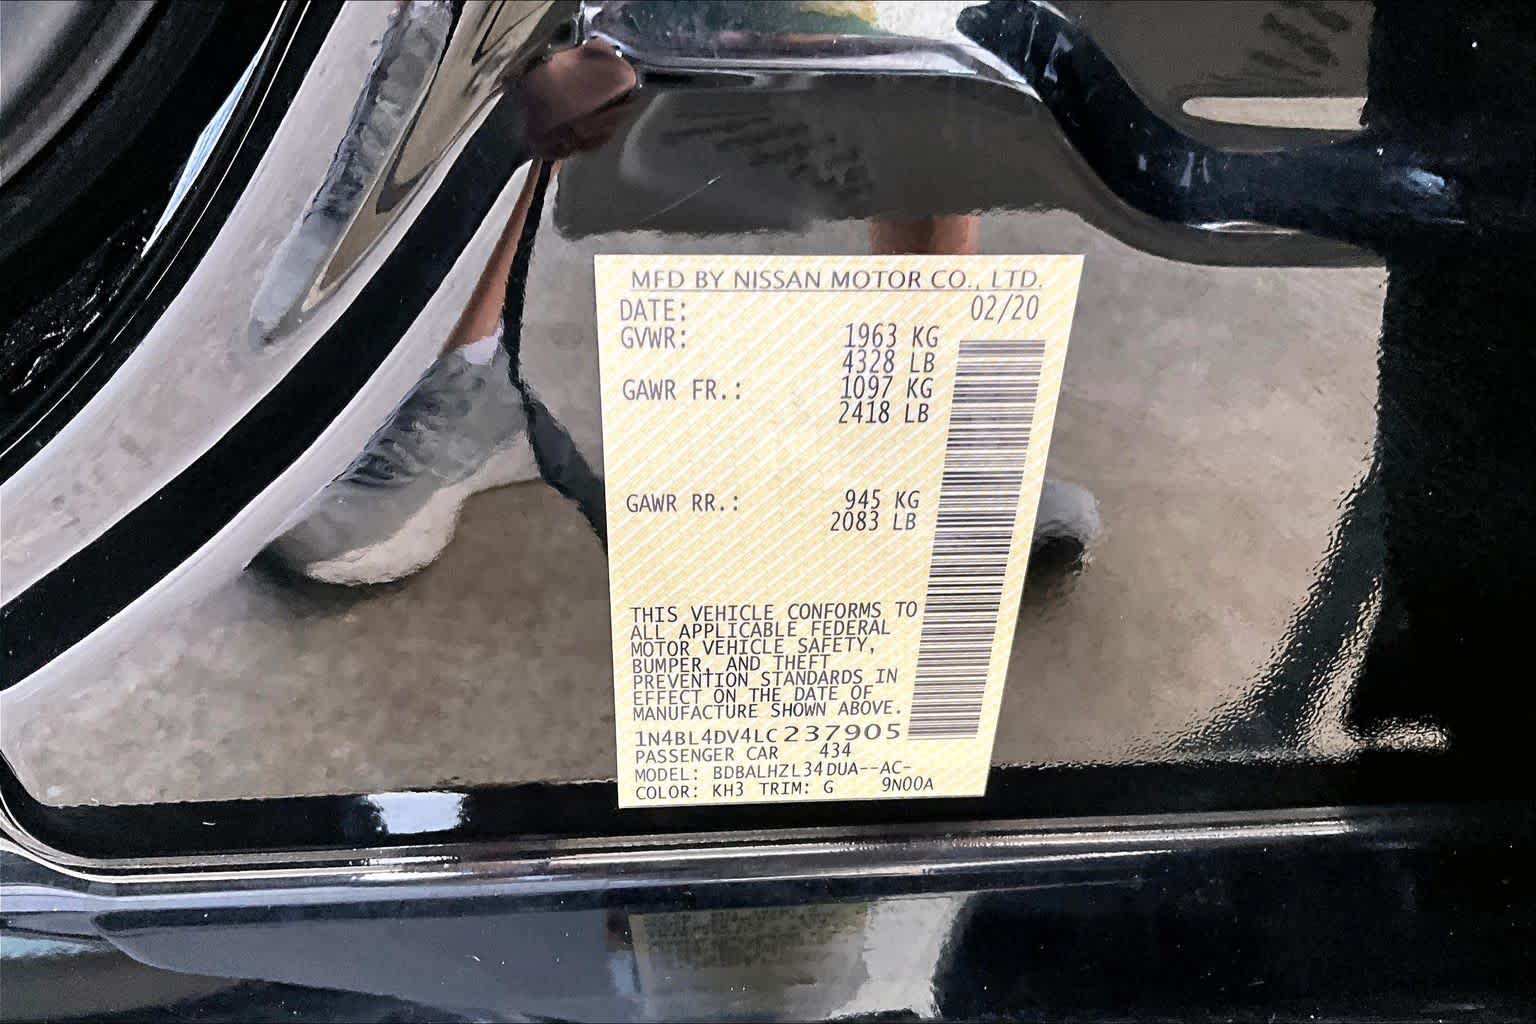 MFD BY NISSAN MOTOR CO., LTD.
DATE: 02/20
GVWR: 1963 KG
4328 LB
GAWR FR.: 1097 KG
2418 LB
GAWR RR.: 945 KG
2083 LB
THIS VEHICLE CONFORMS TO
ALL APPLICABLE FEDERAL
MOTOR VEHICLE SAFETY,
BUMPER, AND THEFT
PREVENTION STANDARDS IN
EFFECT ON THE DATE OF
MANUFACTURE SHOWN ABOVE.
1N4BL4DV4LC237905
PASSENGER CAR 434
MODEL: BDBALHZL34DUA--AC-
COLOR: KH3 TRIM: G 9N00A